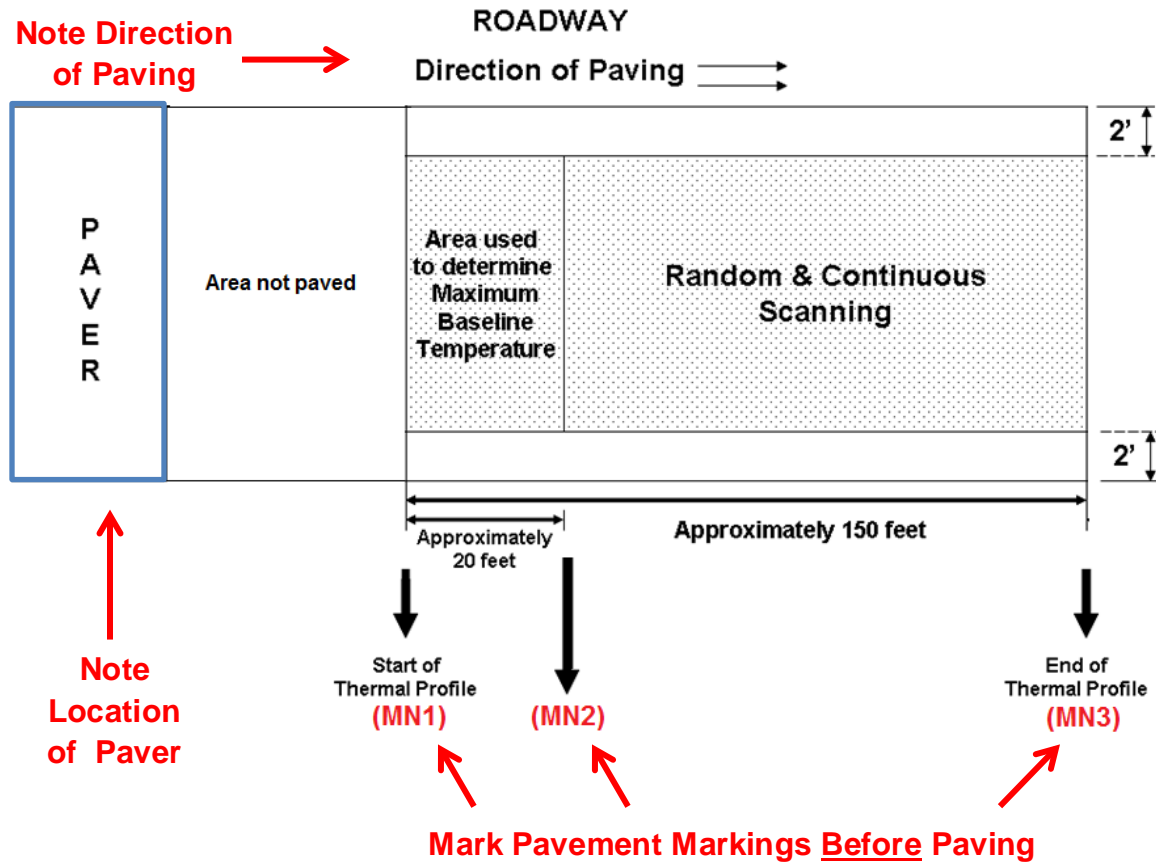 ROADWAY
Note Direction
of Paving
Direction of Paving
2’
P
A
V
E
R
Area not paved
Area used
to determine
Maximum
Baseline
Temperature
Random & Continuous
Scanning
2’
Approximately
20 feet
Approximately 150 feet
Note
Location
of Paver
Start of
Thermal Profile
(MN1)
(MN2)
End of
Thermal Profile
(MN3)
Mark Pavement Markings Before Paving